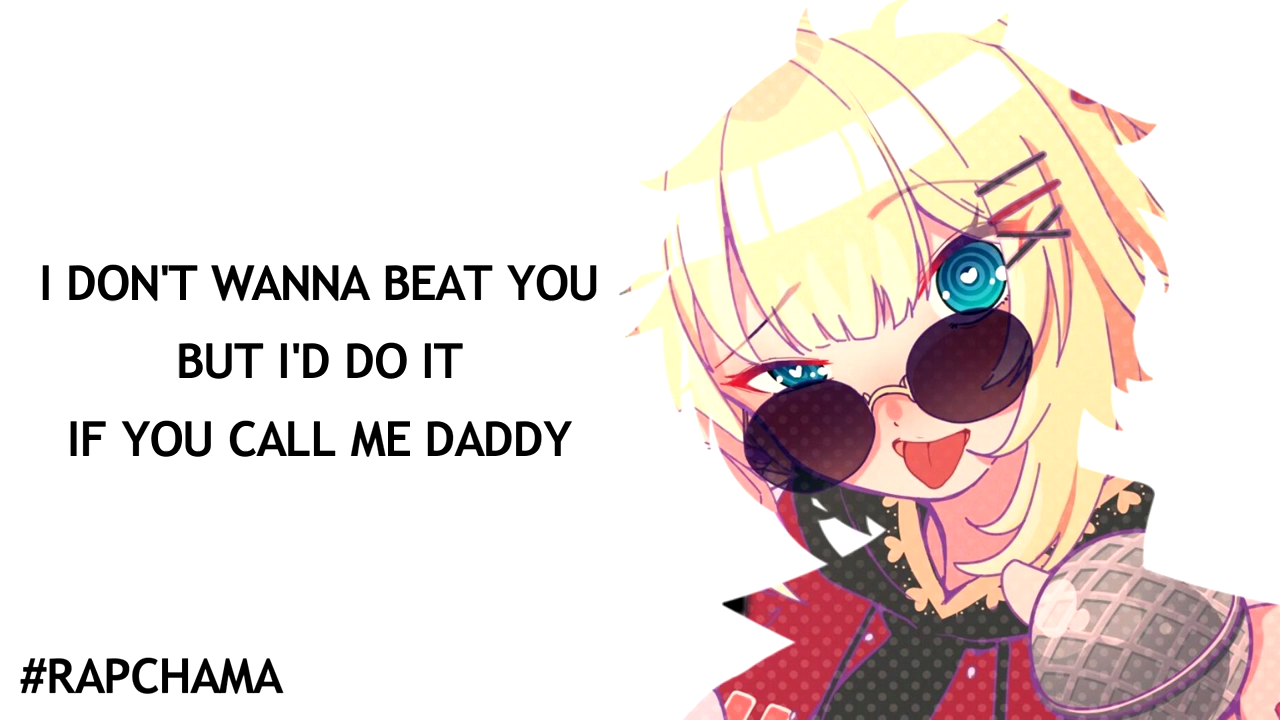 I DON'T WANNA BEAT YOU
BUT I'D DO IT
IF YOU CALL ME DADDY
#RAPCHAMA